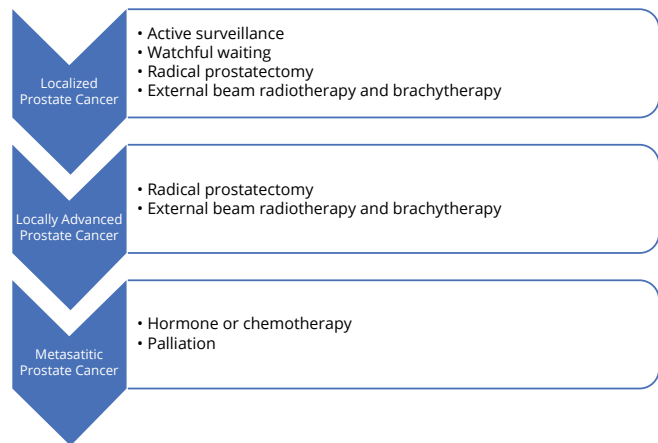 Localized
Prostate Cancer
• Active surveillance
• Watchful waiting
• Radical prostatectomy
• External beam radiotherapy and brachytherapy
Locally Advanced
Prostate Cancer
• Radical prostatectomy
• External beam radiotherapy and brachytherapy
Metasatitic
Prostate Cancer
• Hormone or chemotherapy
• Palliation